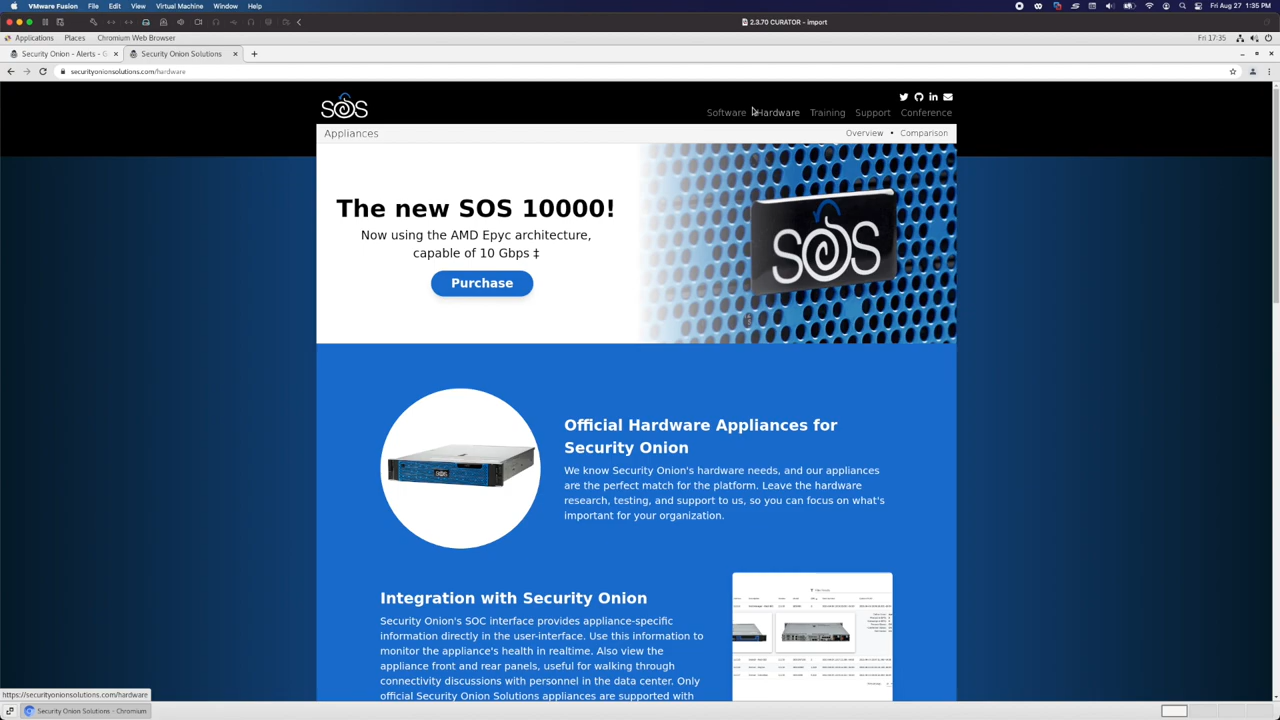 VMware Fusion File Edit View Virtual Machine Window Help
Fri Aug 27 1:35 PM
2.3.70 CURATOR - import
Applications Places Chromium Web Browser
Fri 17:35
Security Onion - Alerts - G
Security Onion Solutions
securityonionsolutions.com/hardware
SOS
Software Hardware Training Support Conference
Appliances
Overview • Comparison
The new SOS 10000!
Now using the AMD Epyc architecture,
capable of 10 Gbps ‡
Purchase
SOS
Official Hardware Appliances for
Security Onion
We know Security Onion's hardware needs, and our appliances
are the perfect match for the platform. Leave the hardware
research, testing, and support to us, so you can focus on what's
important for your organization.
SOS
Integration with Security Onion
Security Onion's SOC interface provides appliance-specific
information directly in the user-interface. Use this information to
monitor the appliance's health in realtime. Also view the
appliance front and rear panels, useful for walking through
connectivity discussions with personnel in the data center. Only
official Security Onion Solutions appliances are supported with
https://securityonionsolutions.com/hardware
Security Onion Solutions - Chromium